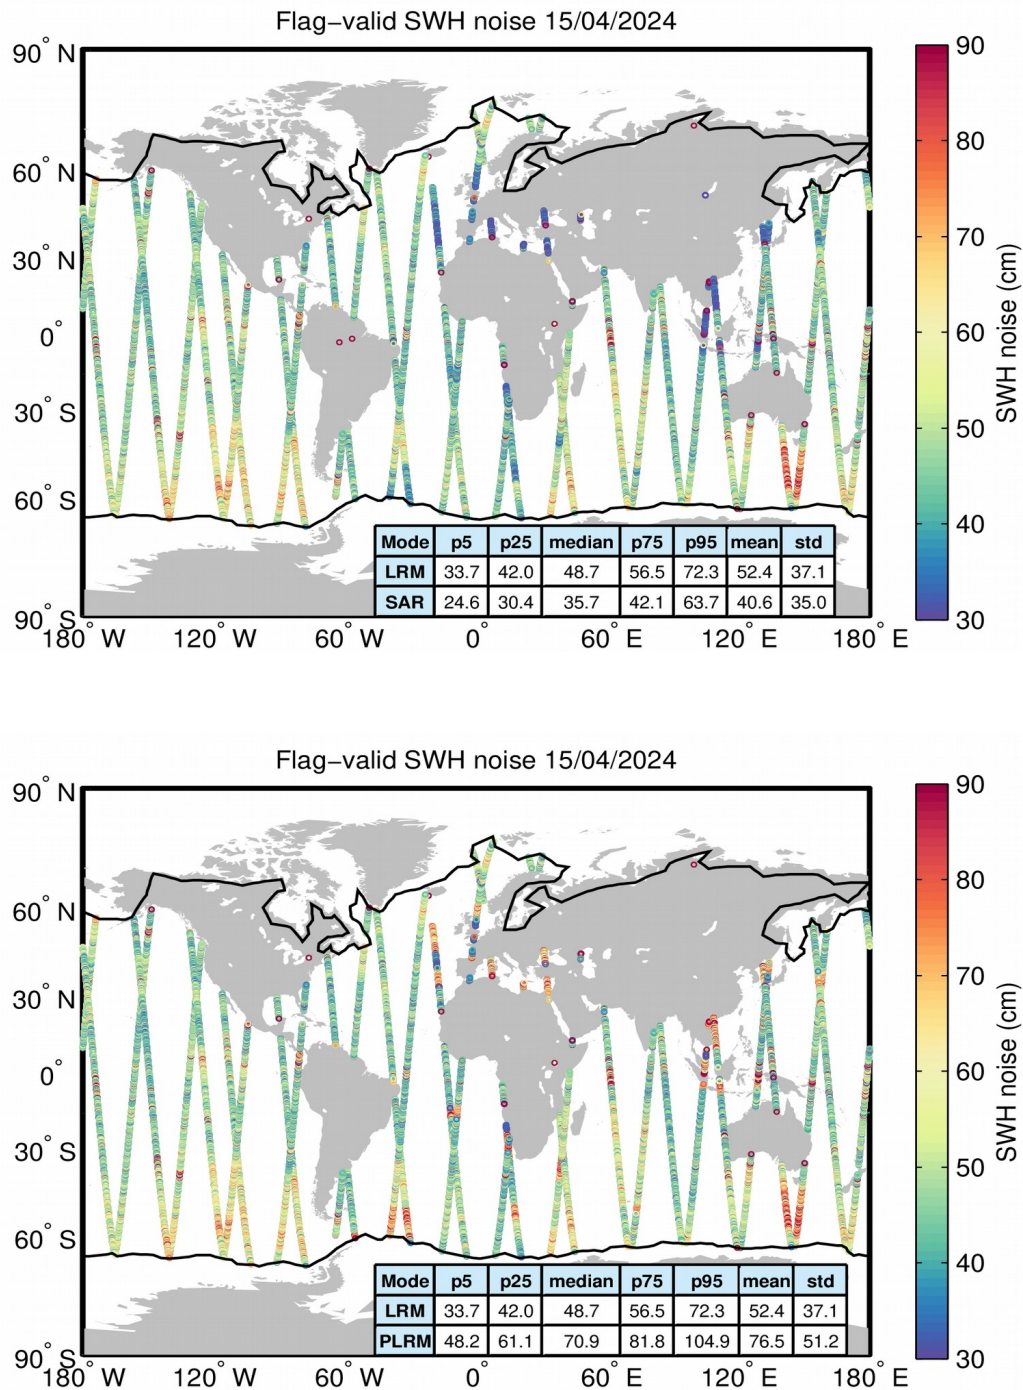 Flag−valid SWH noise 15/04/2024
90° N
60° N
30° N
0°
30° S
60° S
90° S
180° W 120° W 60° W 0° 60° E 120° E 180° E
90
80
70
60
50
40
30
SWH noise (cm)
Mode p5 p25 median p75 p95 mean std
LRM 33.7 42.0 48.7 56.5 72.3 52.4 37.1
SAR 24.6 30.4 35.7 42.1 63.7 40.6 35.0
Flag−valid SWH noise 15/04/2024
90° N
60° N
30° N
0°
30° S
60° S
90° S
180° W 120° W 60° W 0° 60° E 120° E 180° E
90
80
70
60
50
40
30
SWH noise (cm)
Mode p5 p25 median p75 p95 mean std
LRM 33.7 42.0 48.7 56.5 72.3 52.4 37.1
PLRM 48.2 61.1 70.9 81.8 104.9 76.5 51.2